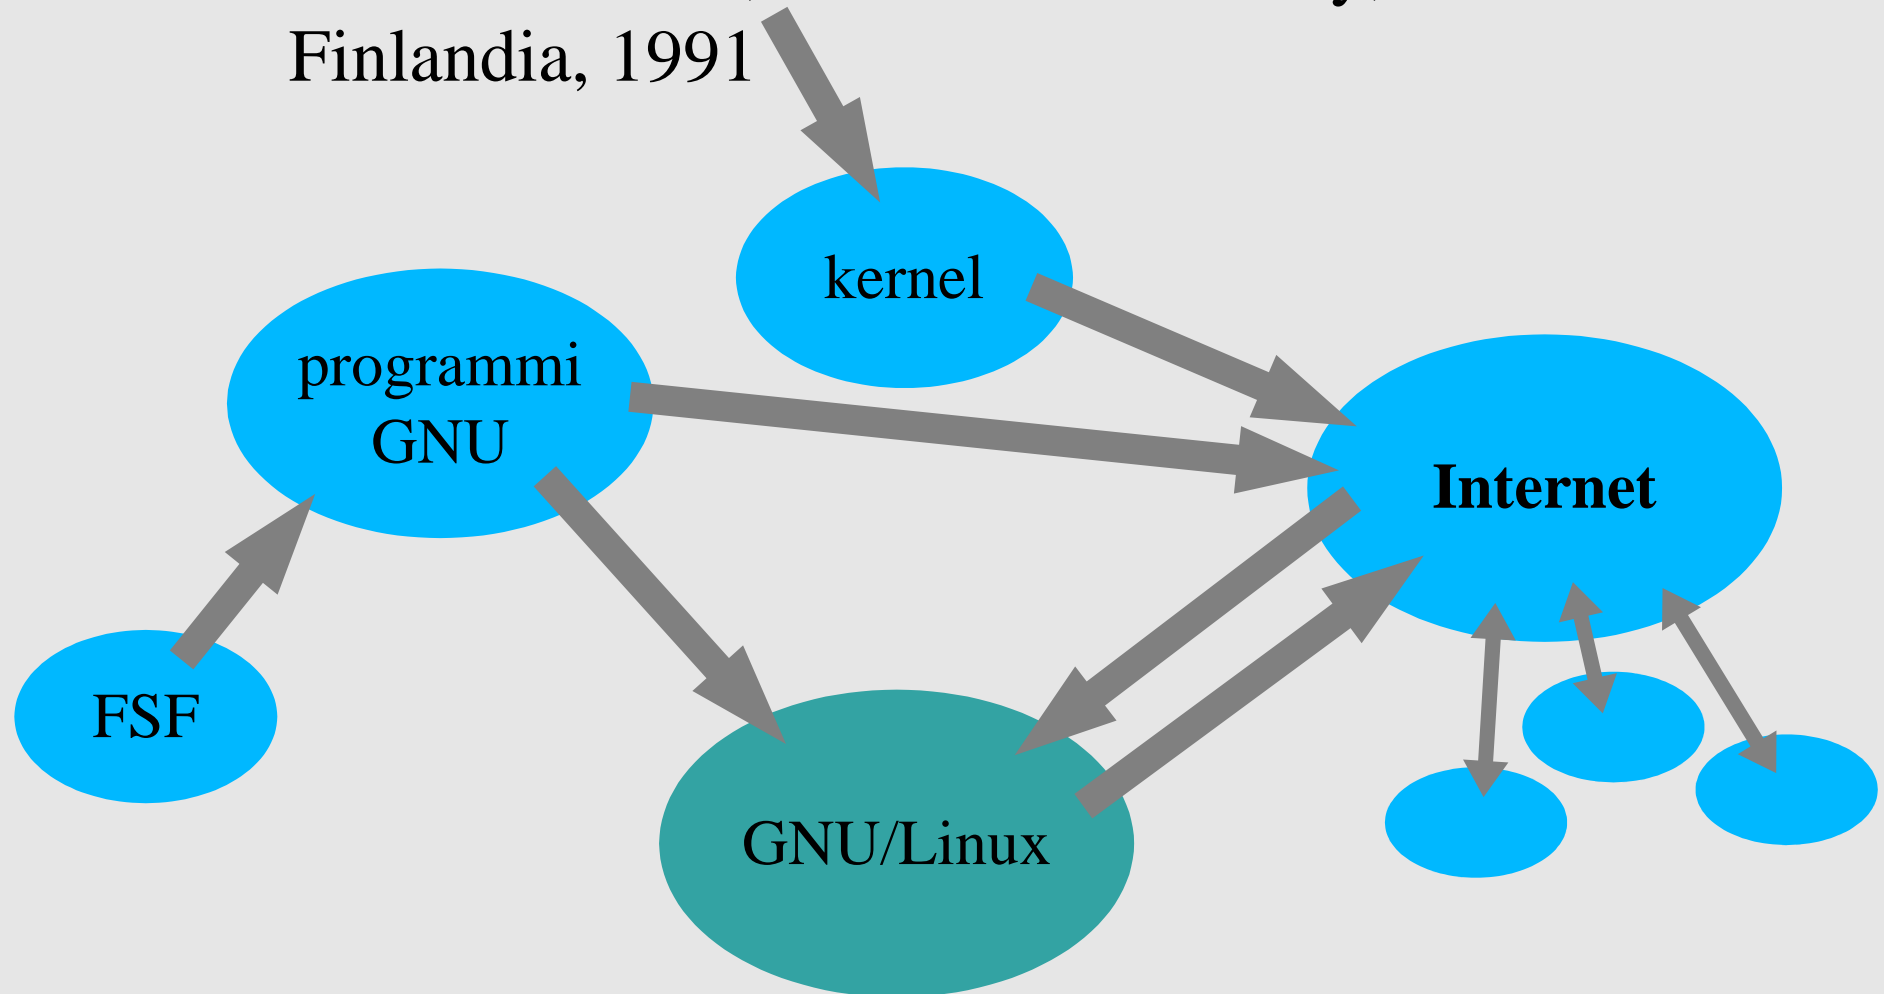 Finlandia, 1991
kernel
programmi
GNU
Internet
FSF
GNU/Linux